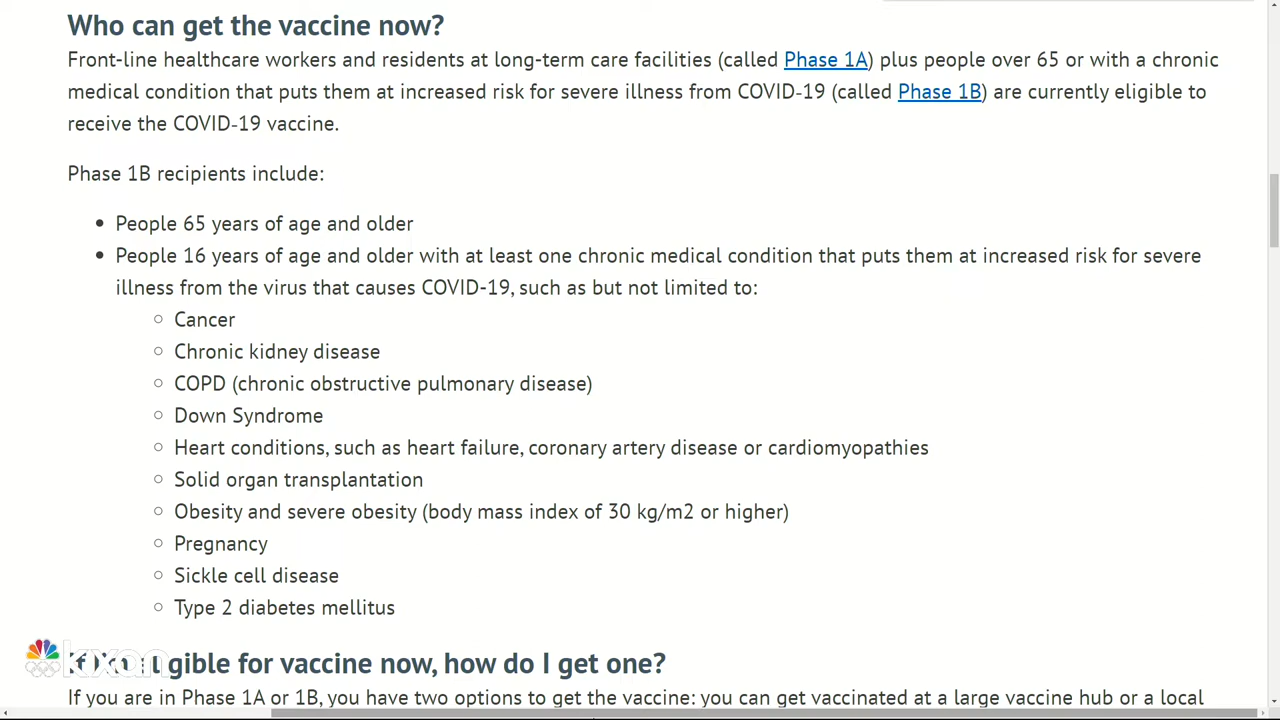 Who can get the vaccine now?
Front-line healthcare workers and residents at long-term care facilities (called Phase 1A) plus people over 65 or with a chronic
medical condition that puts them at increased risk for severe illness from COVID-19 (called Phase 1B) are currently eligible to
receive the COVID-19 vaccine.
Phase 1B recipients include:
People 65 years of age and older
People 16 years of age and older with at least one chronic medical condition that puts them at increased risk for severe
illness from the virus that causes COVID-19, such as but not limited to:
Cancer
Chronic kidney disease
COPD (chronic obstructive pulmonary disease)
Down Syndrome
Heart conditions, such as heart failure, coronary artery disease or cardiomyopathies
Solid organ transplantation
Obesity and severe obesity (body mass index of 30 kg/m2 or higher)
Pregnancy
Sickle cell disease
Type 2 diabetes mellitus
kxan
If gible for vaccine now, how do I get one?
If you are in Phase 1A or 1B, you have two options to get the vaccine: you can get vaccinated at a large vaccine hub or a local